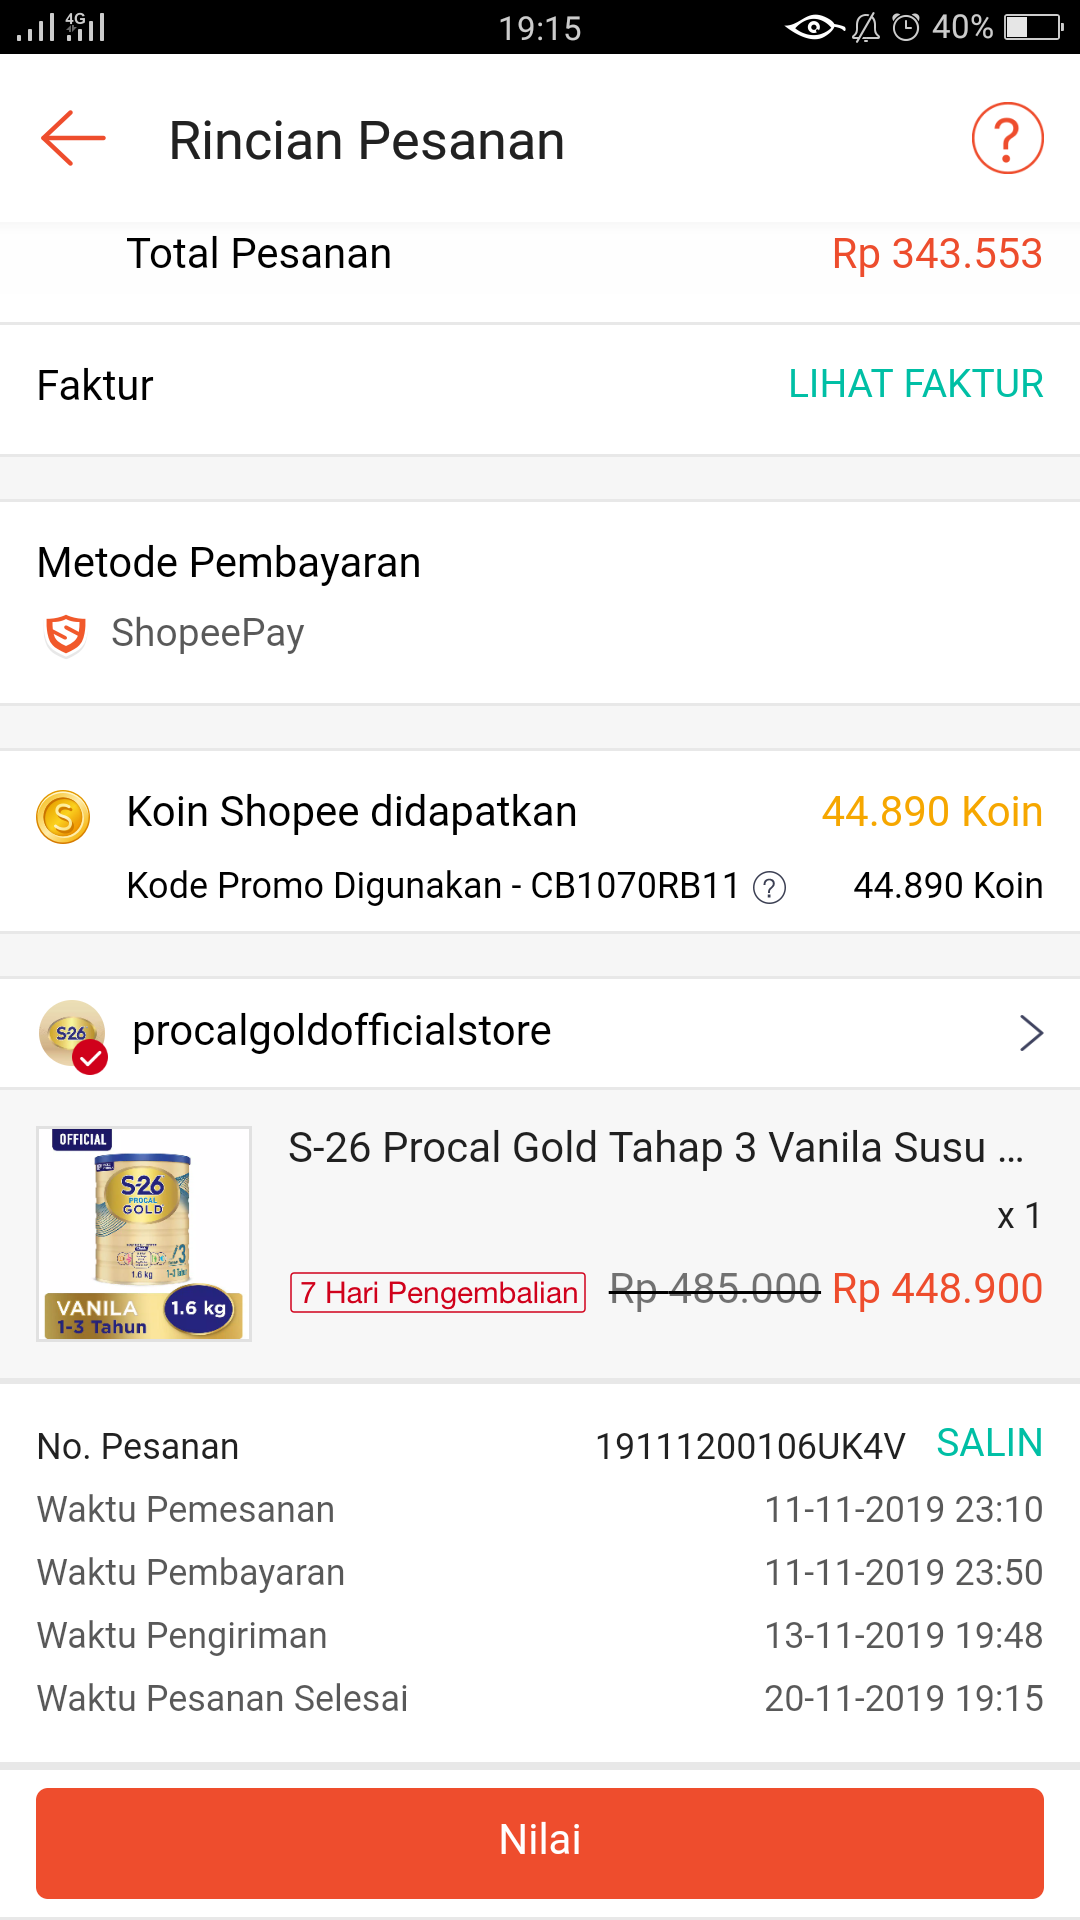 4G 19:15 40%
Rincian Pesanan ?
Total Pesanan Rp 343.553
Faktur LIHAT FAKTUR
Metode Pembayaran
ShopeePay
Koin Shopee didapatkan 44.890 Koin
Kode Promo Digunakan - CB1070RB11 ? 44.890 Koin
S-26 procalgoldofficialstore
OFFICIAL
S-26
PROCAL
GOLD
3
1.6 kg
VANILA 1.6 kg
1-3 Tahun
S-26 Procal Gold Tahap 3 Vanila Susu ...
x 1
7 Hari Pengembalian Rp 485.000 Rp 448.900
No. Pesanan 19111200106UK4V SALIN
Waktu Pemesanan 11-11-2019 23:10
Waktu Pembayaran 11-11-2019 23:50
Waktu Pengiriman 13-11-2019 19:48
Waktu Pesanan Selesai 20-11-2019 19:15
Nilai